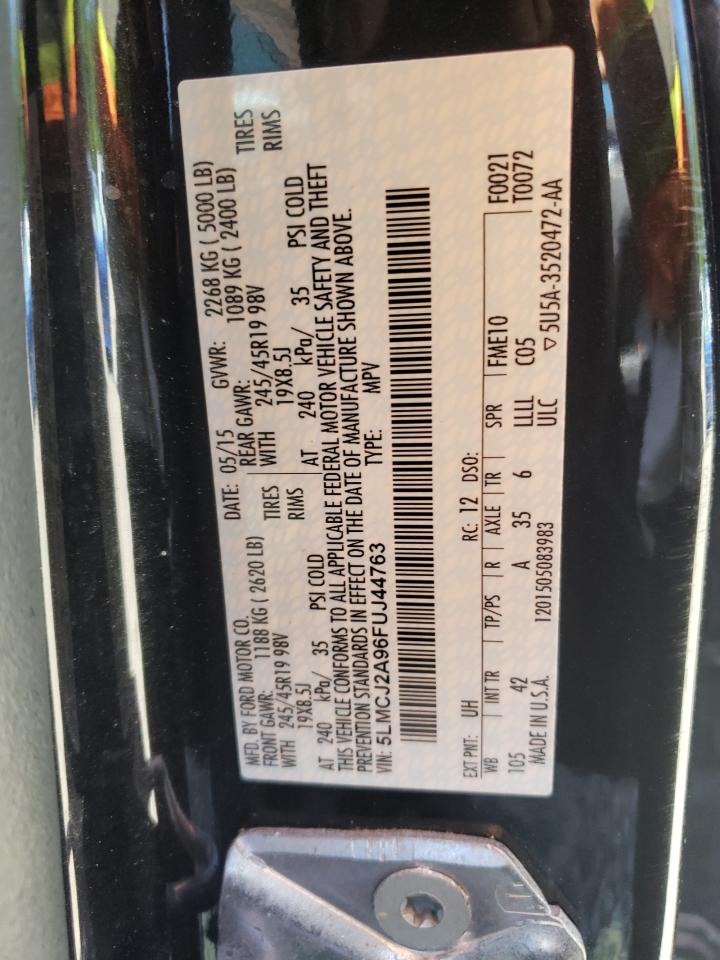 MFD. BY FORD MOTOR CO.
DATE: 05/15 GVWR: 2268 KG ( 5000 LB)
FRONT GAWR: 1188 KG ( 2620 LB)
REAR GAWR: 1089 KG ( 2400 LB)
WITH 245/45R19 98V TIRES
WITH 245/45R19 98V TIRES
19X8.5J RIMS
19X8.5J RIMS
AT 240 kPa/ 35 PSI COLD
AT 240 kPa/ 35 PSI COLD
THIS VEHICLE CONFORMS TO ALL APPLICABLE FEDERAL MOTOR VEHICLE SAFETY AND THEFT
PREVENTION STANDARDS IN EFFECT ON THE DATE OF MANUFACTURE SHOWN ABOVE.
VIN: 5LMCJ2A96FUJ44763 TYPE: MPV
EXT PNT: UH RC: 12 DSO:
WB INT TR TP/PS R AXLE TR SPR FME10 F0021
105 42 A 35 6 LLLL C05 T0072
MADE IN U.S.A. 1201505083983 ULC ▽5U5A-3520472-AA